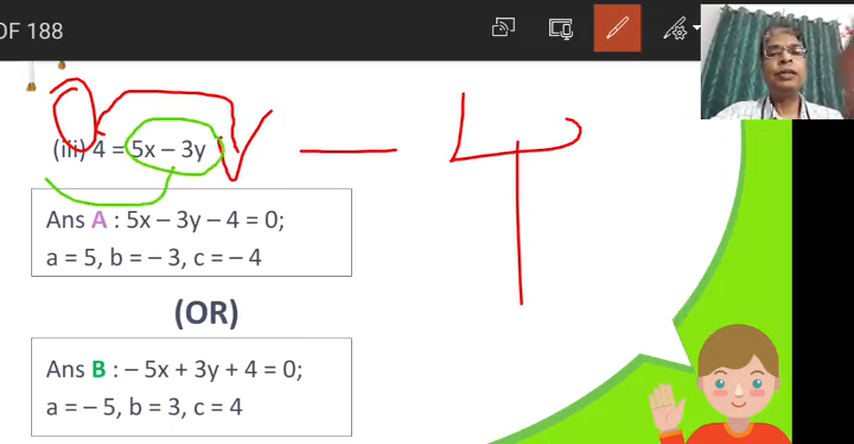 OF 188
(iii) 4 = 5x – 3y
— 4
Ans A : 5x – 3y – 4 = 0;
a = 5, b = – 3, c = – 4
(OR)
Ans B : – 5x + 3y + 4 = 0;
a = – 5, b = 3, c = 4